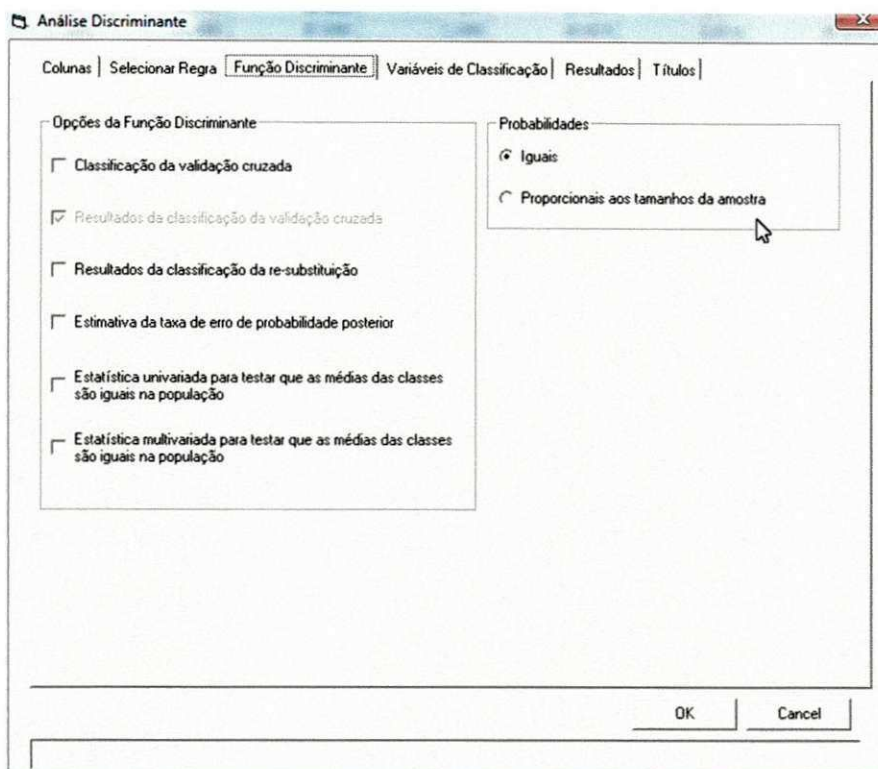 Análise Discriminante
Colunas
Selecionar Regra
Função Discriminante
Variáveis de Classificação
Resultados
Títulos
Opções da Função Discriminante
Classificação da validação cruzada
Resultados da classificação da validação cruzada
Resultados da classificação da re-substituição
Estimativa da taxa de erro de probabilidade posterior
Estatística univariada para testar que as médias das classes
são iguais na população
Estatística multivariada para testar que as médias das classes
são iguais na população
Probabilidades
Iguais
Proporcionais aos tamanhos da amostra
OK
Cancel